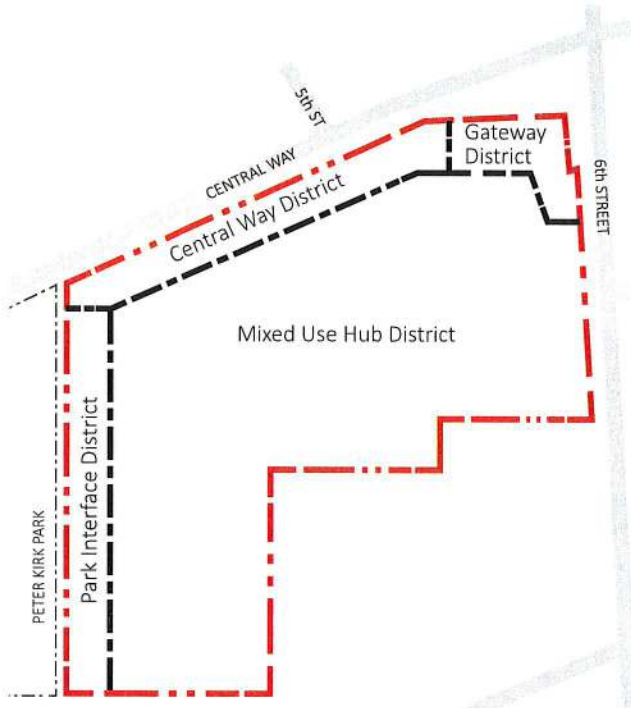 5th ST
CENTRAL WAY
Gateway
District
6th STREET
Central Way District
Mixed Use Hub District
Park Interface District
PETER KIRK PARK